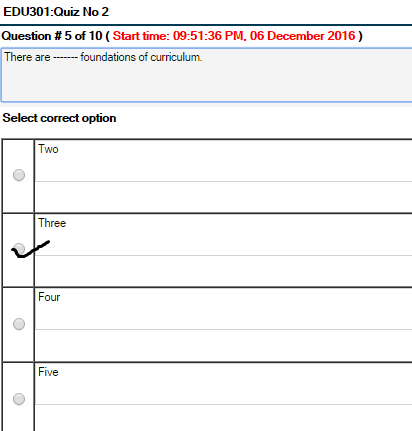 EDU301:Quiz No 2
Question # 5 of 10 ( Start time: 09:51:36 PM, 06 December 2016 )
There are ------- foundations of curriculum.
Select correct option
Two
Three
Four
Five